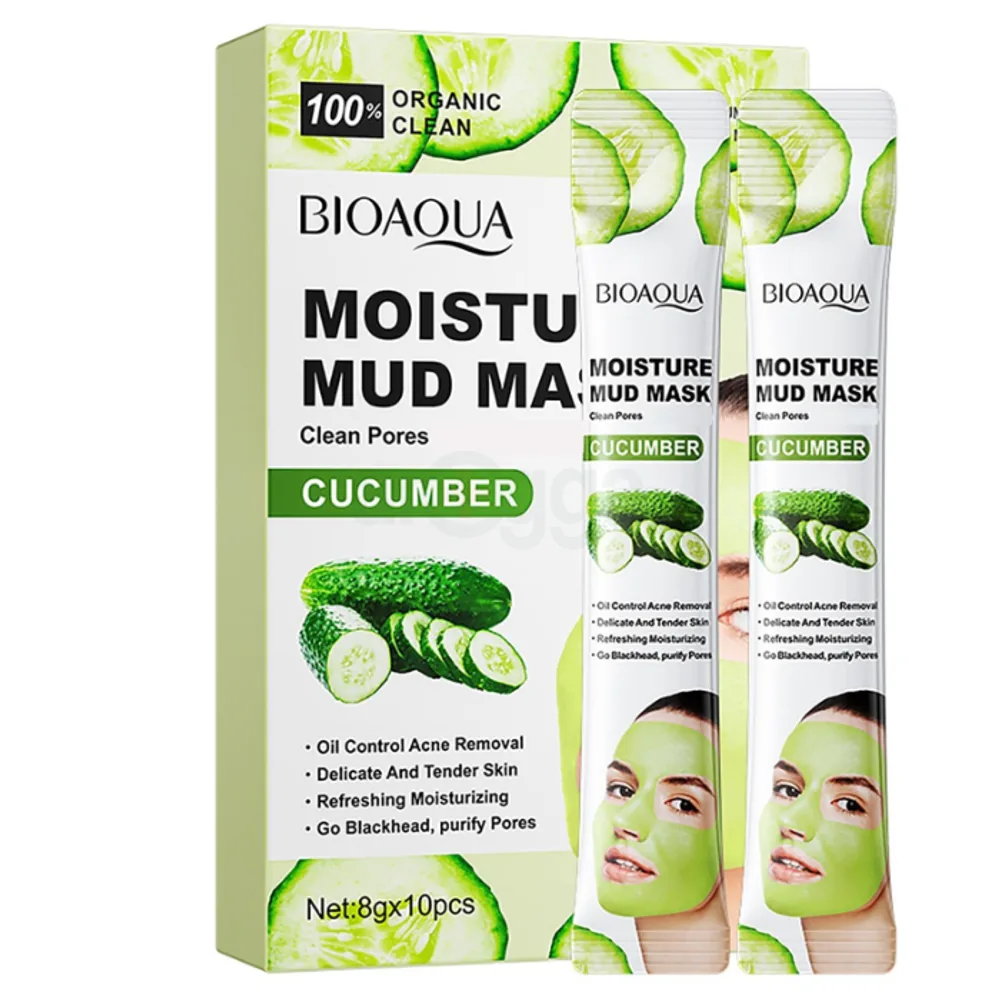 100%
ORGANIC
CLEAN
BIOAQUA
MOISTU
MUD MAS
Clean Pores
CUCUMBER
• Oil Control Acne Removal
• Delicate And Tender Skin
• Refreshing Moisturizing
• Go Blackhead, purify Pores
Net:8gx10pcs
BIOAQUA
MOISTURE
MUD MASK
Clean Pores
CUCUMBER
• Oil Control Acne Removal
• Delicate And Tender Skin
• Refreshing Moisturizing
• Go Blackhead, purify Pores
BIOAQUA
MOISTURE
MUD MASK
Clean Pores
CUCUMBER
• Oil Control Acne Removal
• Delicate And Tender Skin
• Refreshing Moisturizing
• Go Blackhead, purify Pores